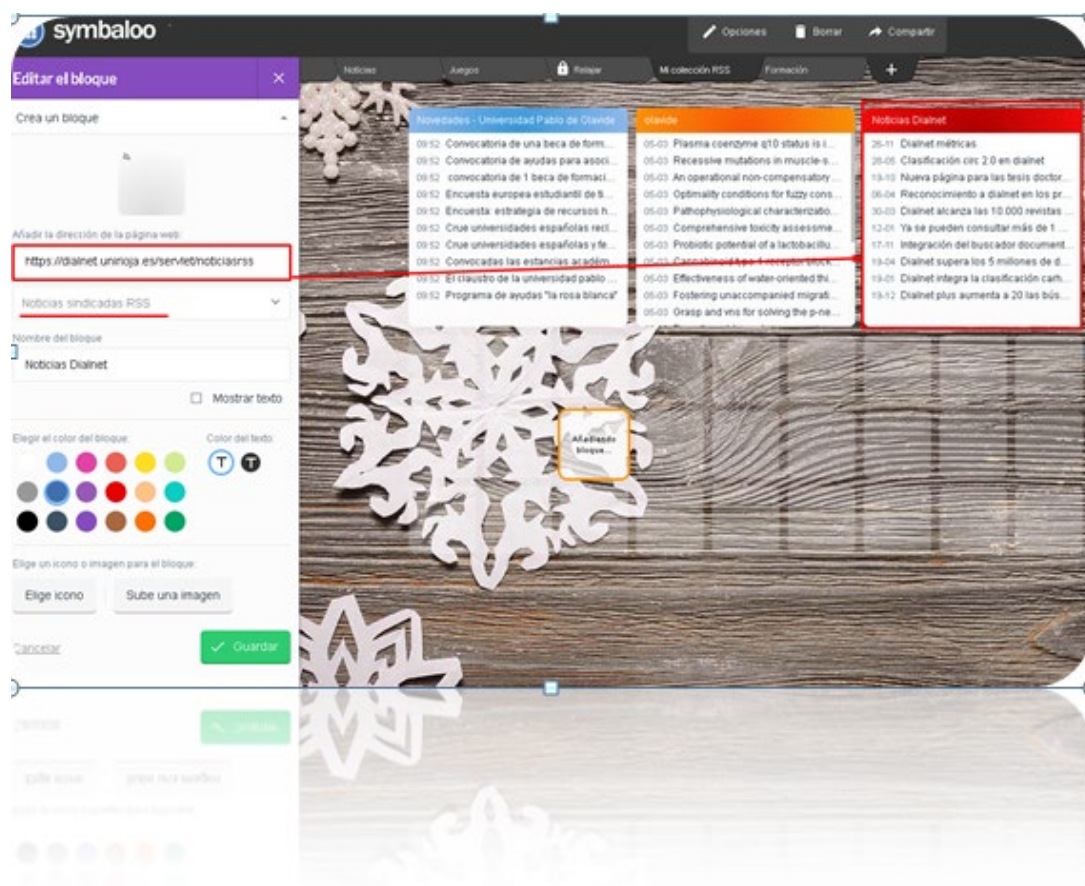 symbaloo
Opciones
Borrar
Compartir
Editar el bloque
Noticias
Juegos
Relajar
Mi colección RSS
Formación
Crea un bloque
Añadir la dirección de la página web:
https://dialnet.unirioja.es/servlet/noticiasrss
Noticias sindicadas RSS
Nombre del bloque
Noticias Dialnet
Mostrar texto
Elegir el color del bloque:
Color del texto:
T T
Elige un icono o imagen para el bloque:
Elige icono
Sube una imagen
Cancelar
Guardar
Novedades - Universidad Pablo de Olavide
09:52 Convocatoria de una beca de form...
09:52 Convocatoria de ayudas para asoci...
09:52 convocatoria de 1 beca de formaci...
09:52 Encuesta europea estudiantil de ti...
09:52 Encuesta: estrategia de recursos h...
09:52 Crue universidades españolas recl...
09:52 Crue universidades españolas y fe...
09:52 Convocadas las estancias académ...
09:52 El claustro de la universidad pablo ...
09:52 Programa de ayudas "la rosa blanca"
olavide
05-03 Plasma coenzyme q10 status is i...
05-03 Recessive mutations in muscle-s...
05-03 An operational non-compensatory ...
05-03 Optimality conditions for fuzzy cons...
05-03 Pathophysiological characterizatio...
05-03 Comprehensive toxicity assessme...
05-03 Probiotic potential of a lactobacillu...
05-03 Cannabinoid type 1 receptor block...
05-03 Effectiveness of water-oriented thi...
05-03 Fostering unaccompanied migrati...
05-03 Grasp and vns for solving the p-ne...
Noticias Dialnet
26-11 Dialnet métricas
28-05 Clasificación circ 2.0 en dialnet
19-10 Nueva página para las tesis doctor...
06-04 Reconocimiento a dialnet en los pr...
30-03 Dialnet alcanza las 10.000 revistas ...
12-01 Ya se pueden consultar más de 1 ...
17-11 Integración del buscador document...
19-04 Dialnet supera los 5 millones de d...
19-01 Dialnet integra la clasificación carh...
19-12 Dialnet plus aumenta a 20 las bús...
Añadiendo
bloque...